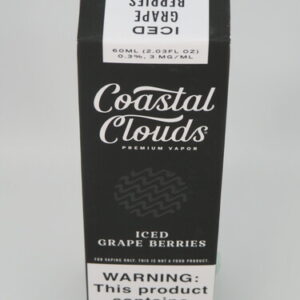 ICED
GRAPE
BERRIES
60ML (2.03FL OZ)
0.3%, 3 MG/ML
Coastal
Clouds
PREMIUM VAPOR
ICED
GRAPE BERRIES
FOR VAPING ONLY. THIS IS NOT A FOOD PRODUCT.
WARNING:
This product
contains